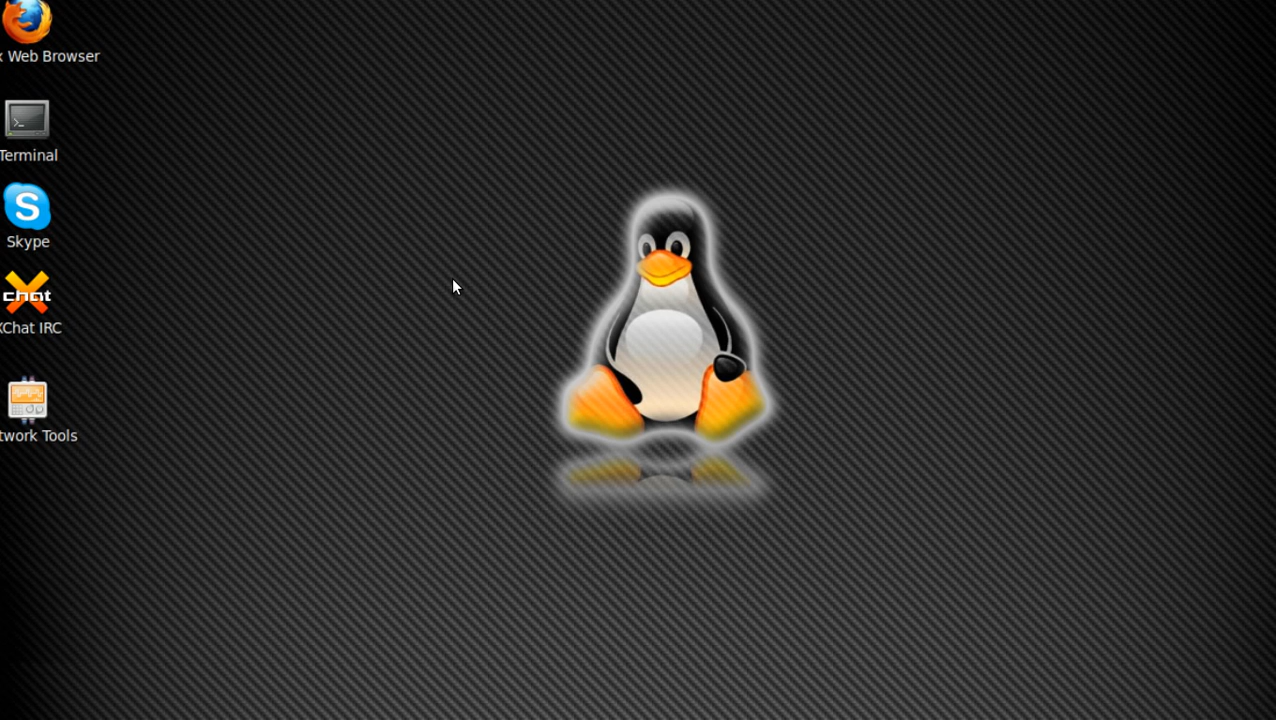 x Web Browser
>_
Terminal
S
Skype
chat
XChat IRC
twork Tools